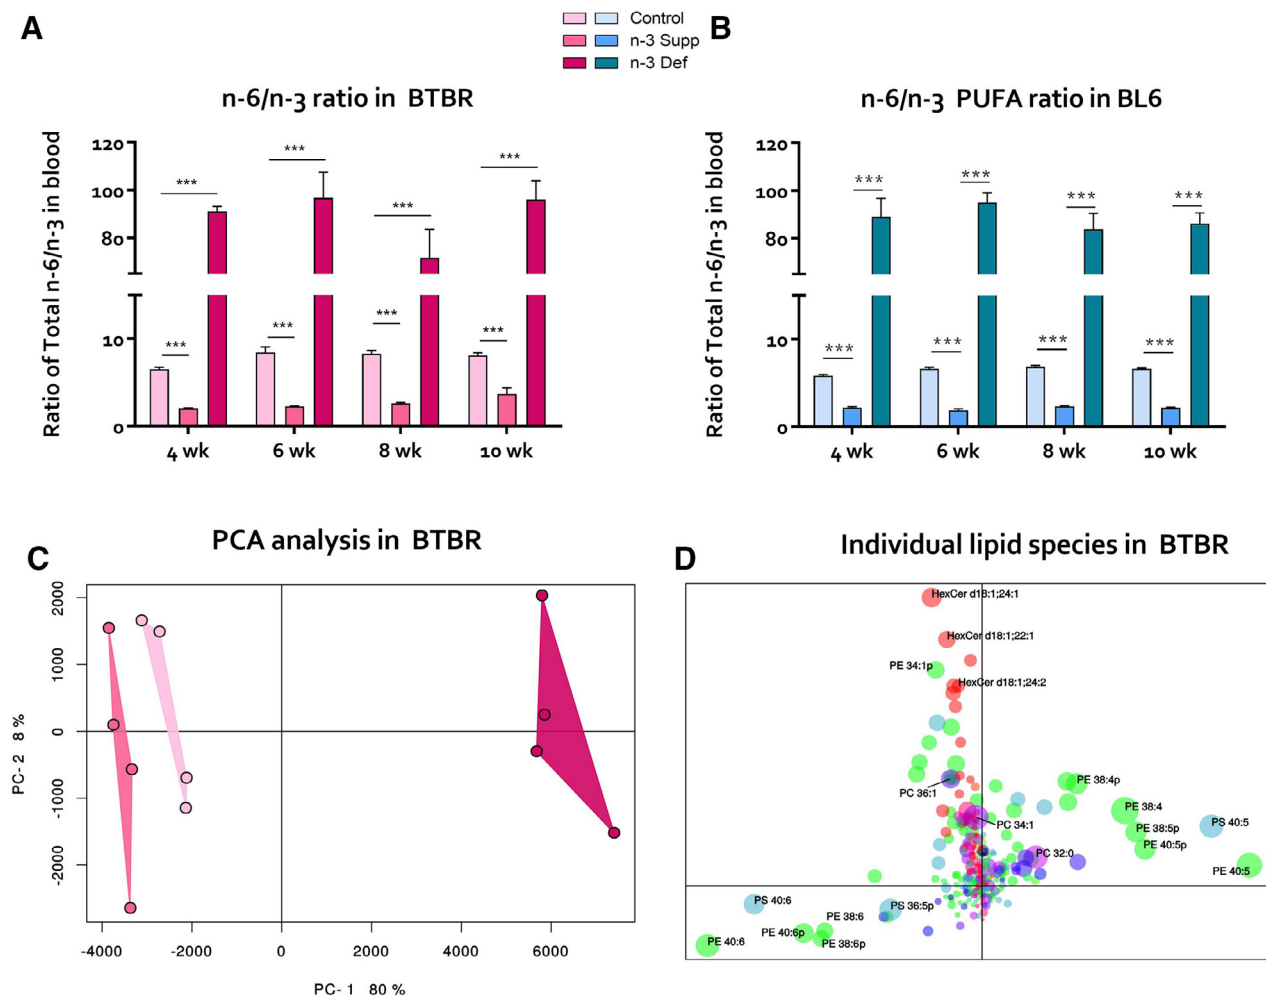 A
Control
n-3 Supp
n-3 Def
B
n-6/n-3 ratio in BTBR
n-6/n-3 PUFA ratio in BL6
Ratio of Total n-6/n-3 in blood
120
100
80
10
0
***
***
***
***
***
***
***
***
4 wk
6 wk
8 wk
10 wk
Ratio of Total n-6/n-3 in blood
120
100
80
10
0
***
***
***
***
***
***
***
***
4 wk
6 wk
8 wk
10 wk
C
PCA analysis in BTBR
PC- 2 8 %
2000
1000
0
-1000
-2000
-4000
-2000
0
2000
4000
6000
PC- 1 80 %
D
Individual lipid species in BTBR
HexCer d18:1;24:1
HexCer d18:1;22:1
PE 34:1p
HexCer d18:1;24:2
PC 36:1
PE 38:4p
PE 38:4
PC 34:1
PE 38:5p
PS 40:5
PE 40:5p
PC 32:0
PE 40:5
PS 40:6
PS 36:5p
PE 38:6
PE 40:6p
PE 38:6p
PE 40:6